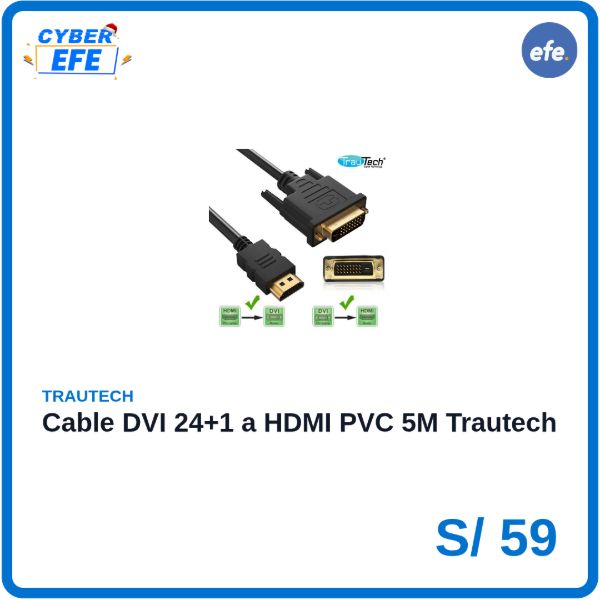 CYBER
EFE
efe.
TrauTech®
HDMI
DVI
DVI
HDMI
TRAUTECH
Cable DVI 24+1 a HDMI PVC 5M Trautech
S/ 59